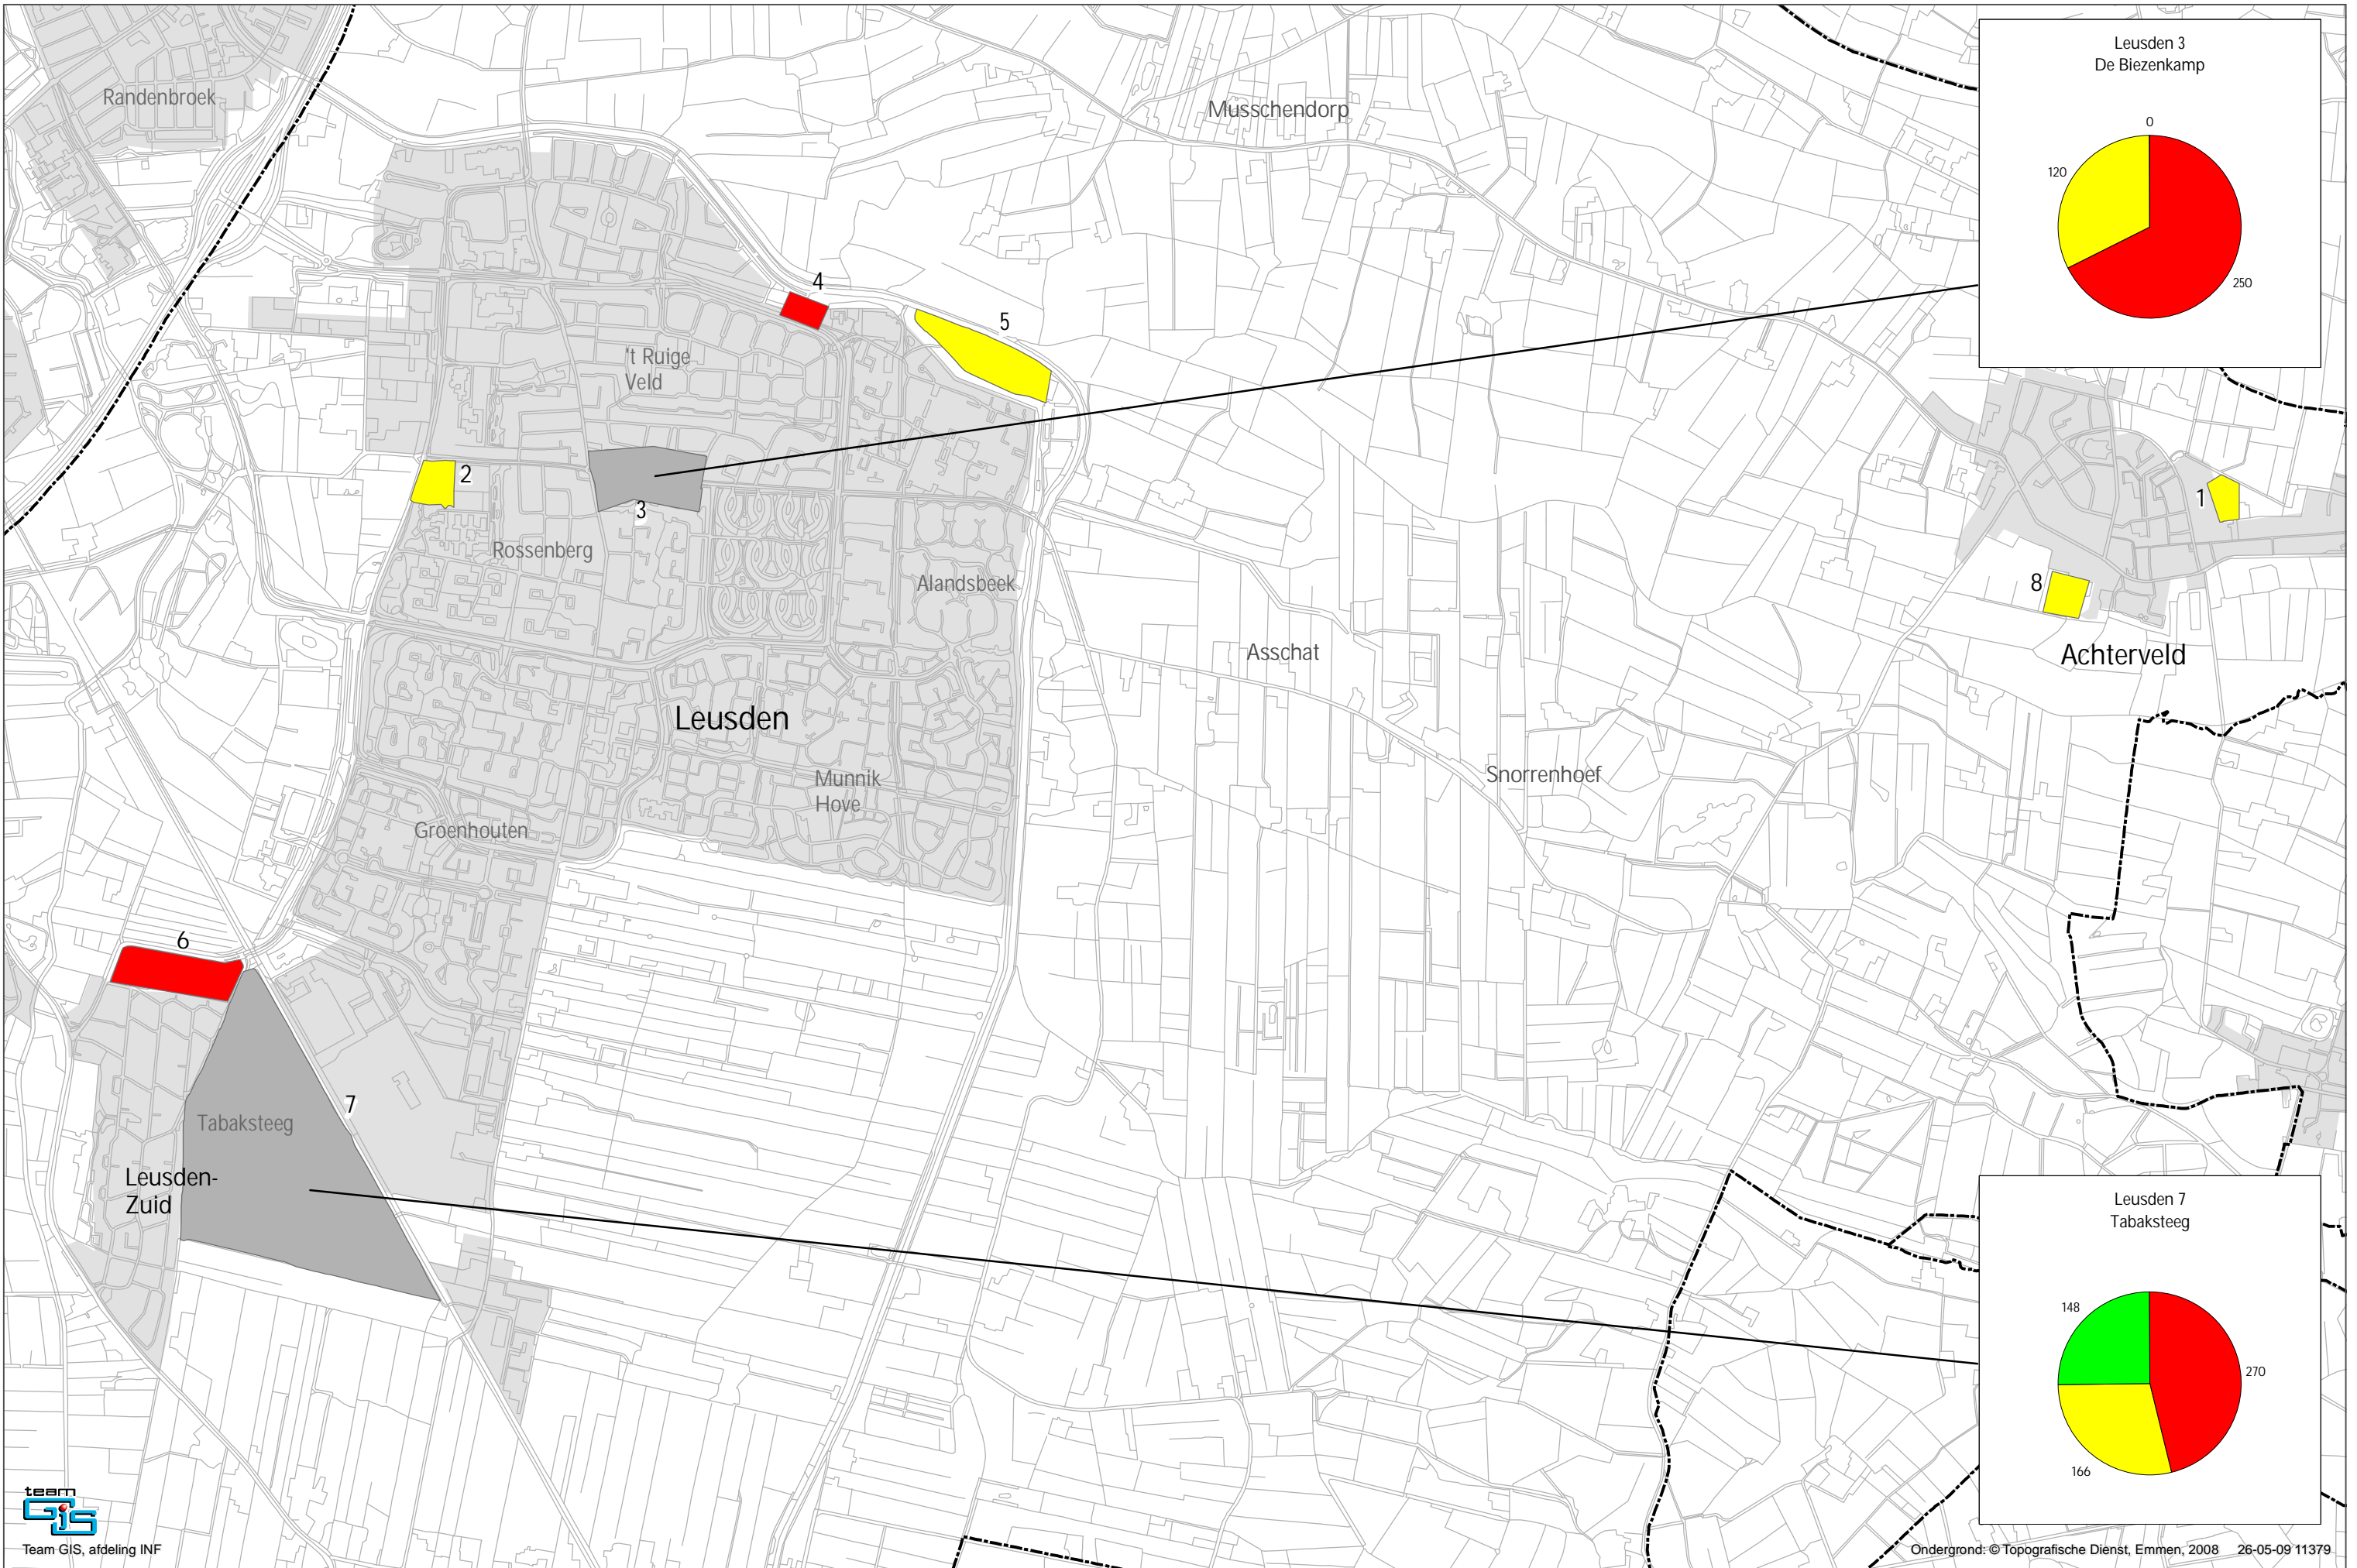 Leusden 3
De Biezenkamp
0
120
250
Randenbroek
Musschendorp
4
5
't Ruige
Veld
2
3
1
Rossenberg
Alandsbeek
8
Asschat
Achterveld
Leusden
Munnik
Hove
Snorrenhoef
Groenhouten
6
7
Tabaksteeg
Leusden-
Zuid
Leusden 7
Tabaksteeg
148
270
166
team
GiS
Team GIS, afdeling INF
Ondergrond: © Topografische Dienst, Emmen, 2008 26-05-09 11379